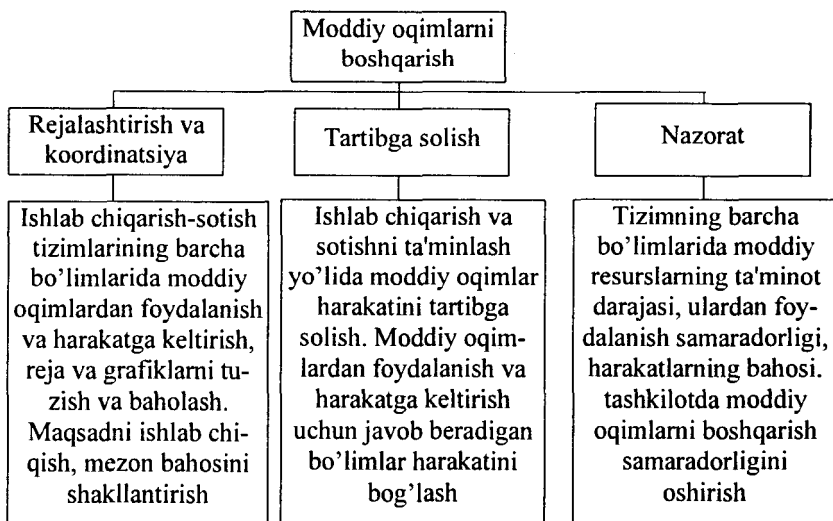 Moddiy oqimlarni
boshqarish
Rejalashtirish va
koordinatsiya
Tartibga solish
Nazorat
Ishlab chiqarish-sotish
tizimlarining barcha
bo’limlarida moddiy
oqimlardan foydalanish
va harakatga keltirish,
reja va grafiklarni tu-
zish va baholash.
Maqsadni ishlab chi-
qish, mezon bahosini
shakllantirish
Ishlab chiqarish va
sotishni ta'minlash
yo’lida moddiy oqimlar
harakatini tartibga
solish. Moddiy oqim-
lardan foydalanish va
harakatga keltirish
uchun javob beradigan
bo’limlar harakatini
bog’lash
Tizimning barcha
bo’limlarida moddiy
resurslarning ta'minot
darajasi, ulardan foy-
dalanish samaradorligi,
harakatlarning bahosi.
tashkilotda moddiy
oqimlarni boshqarish
samaradorligini
oshirish